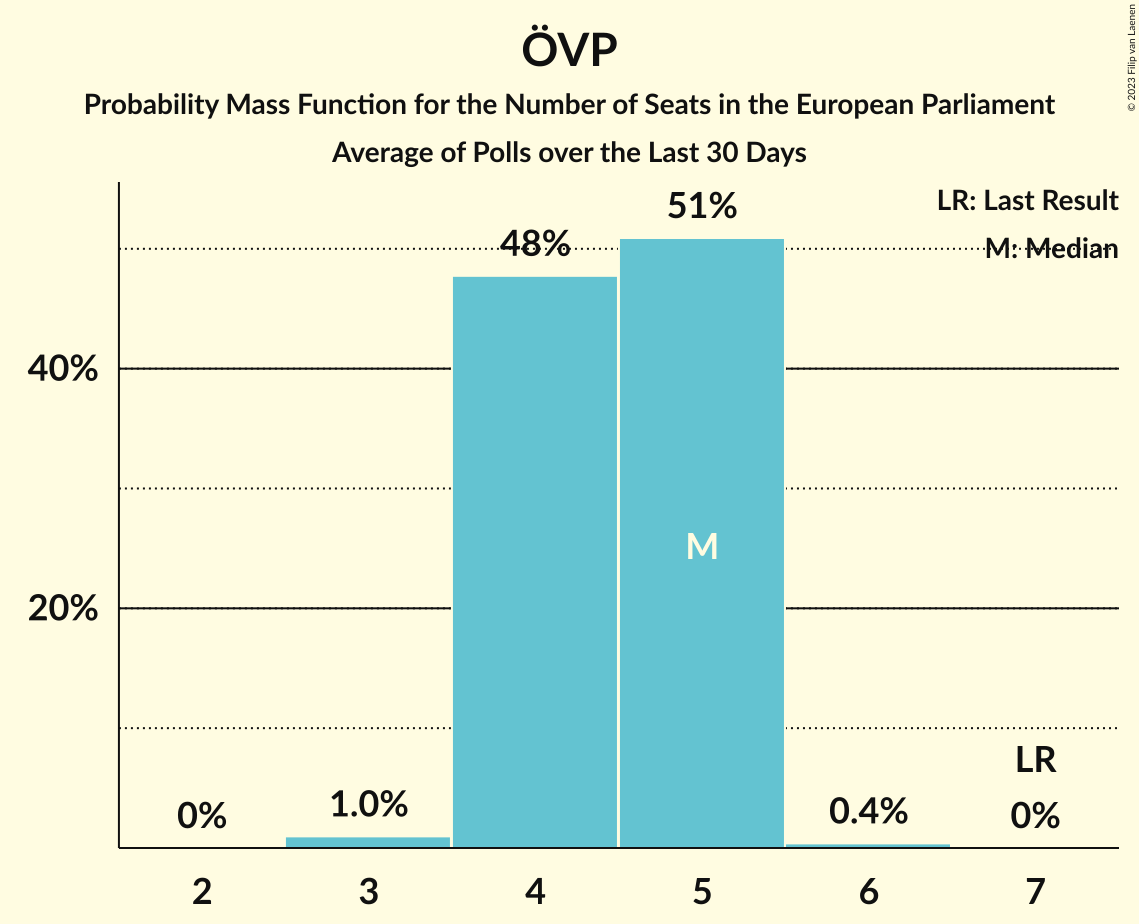 ÖVP
Probability Mass Function for the Number of Seats in the European Parliament
Average of Polls over the Last 30 Days
© 2023 Filip van Laenen
LR: Last Result
M: Median
51%
48%
40%
M
20%
LR
0%
1.0%
0.4%
0%
2
3
4
5
6
7